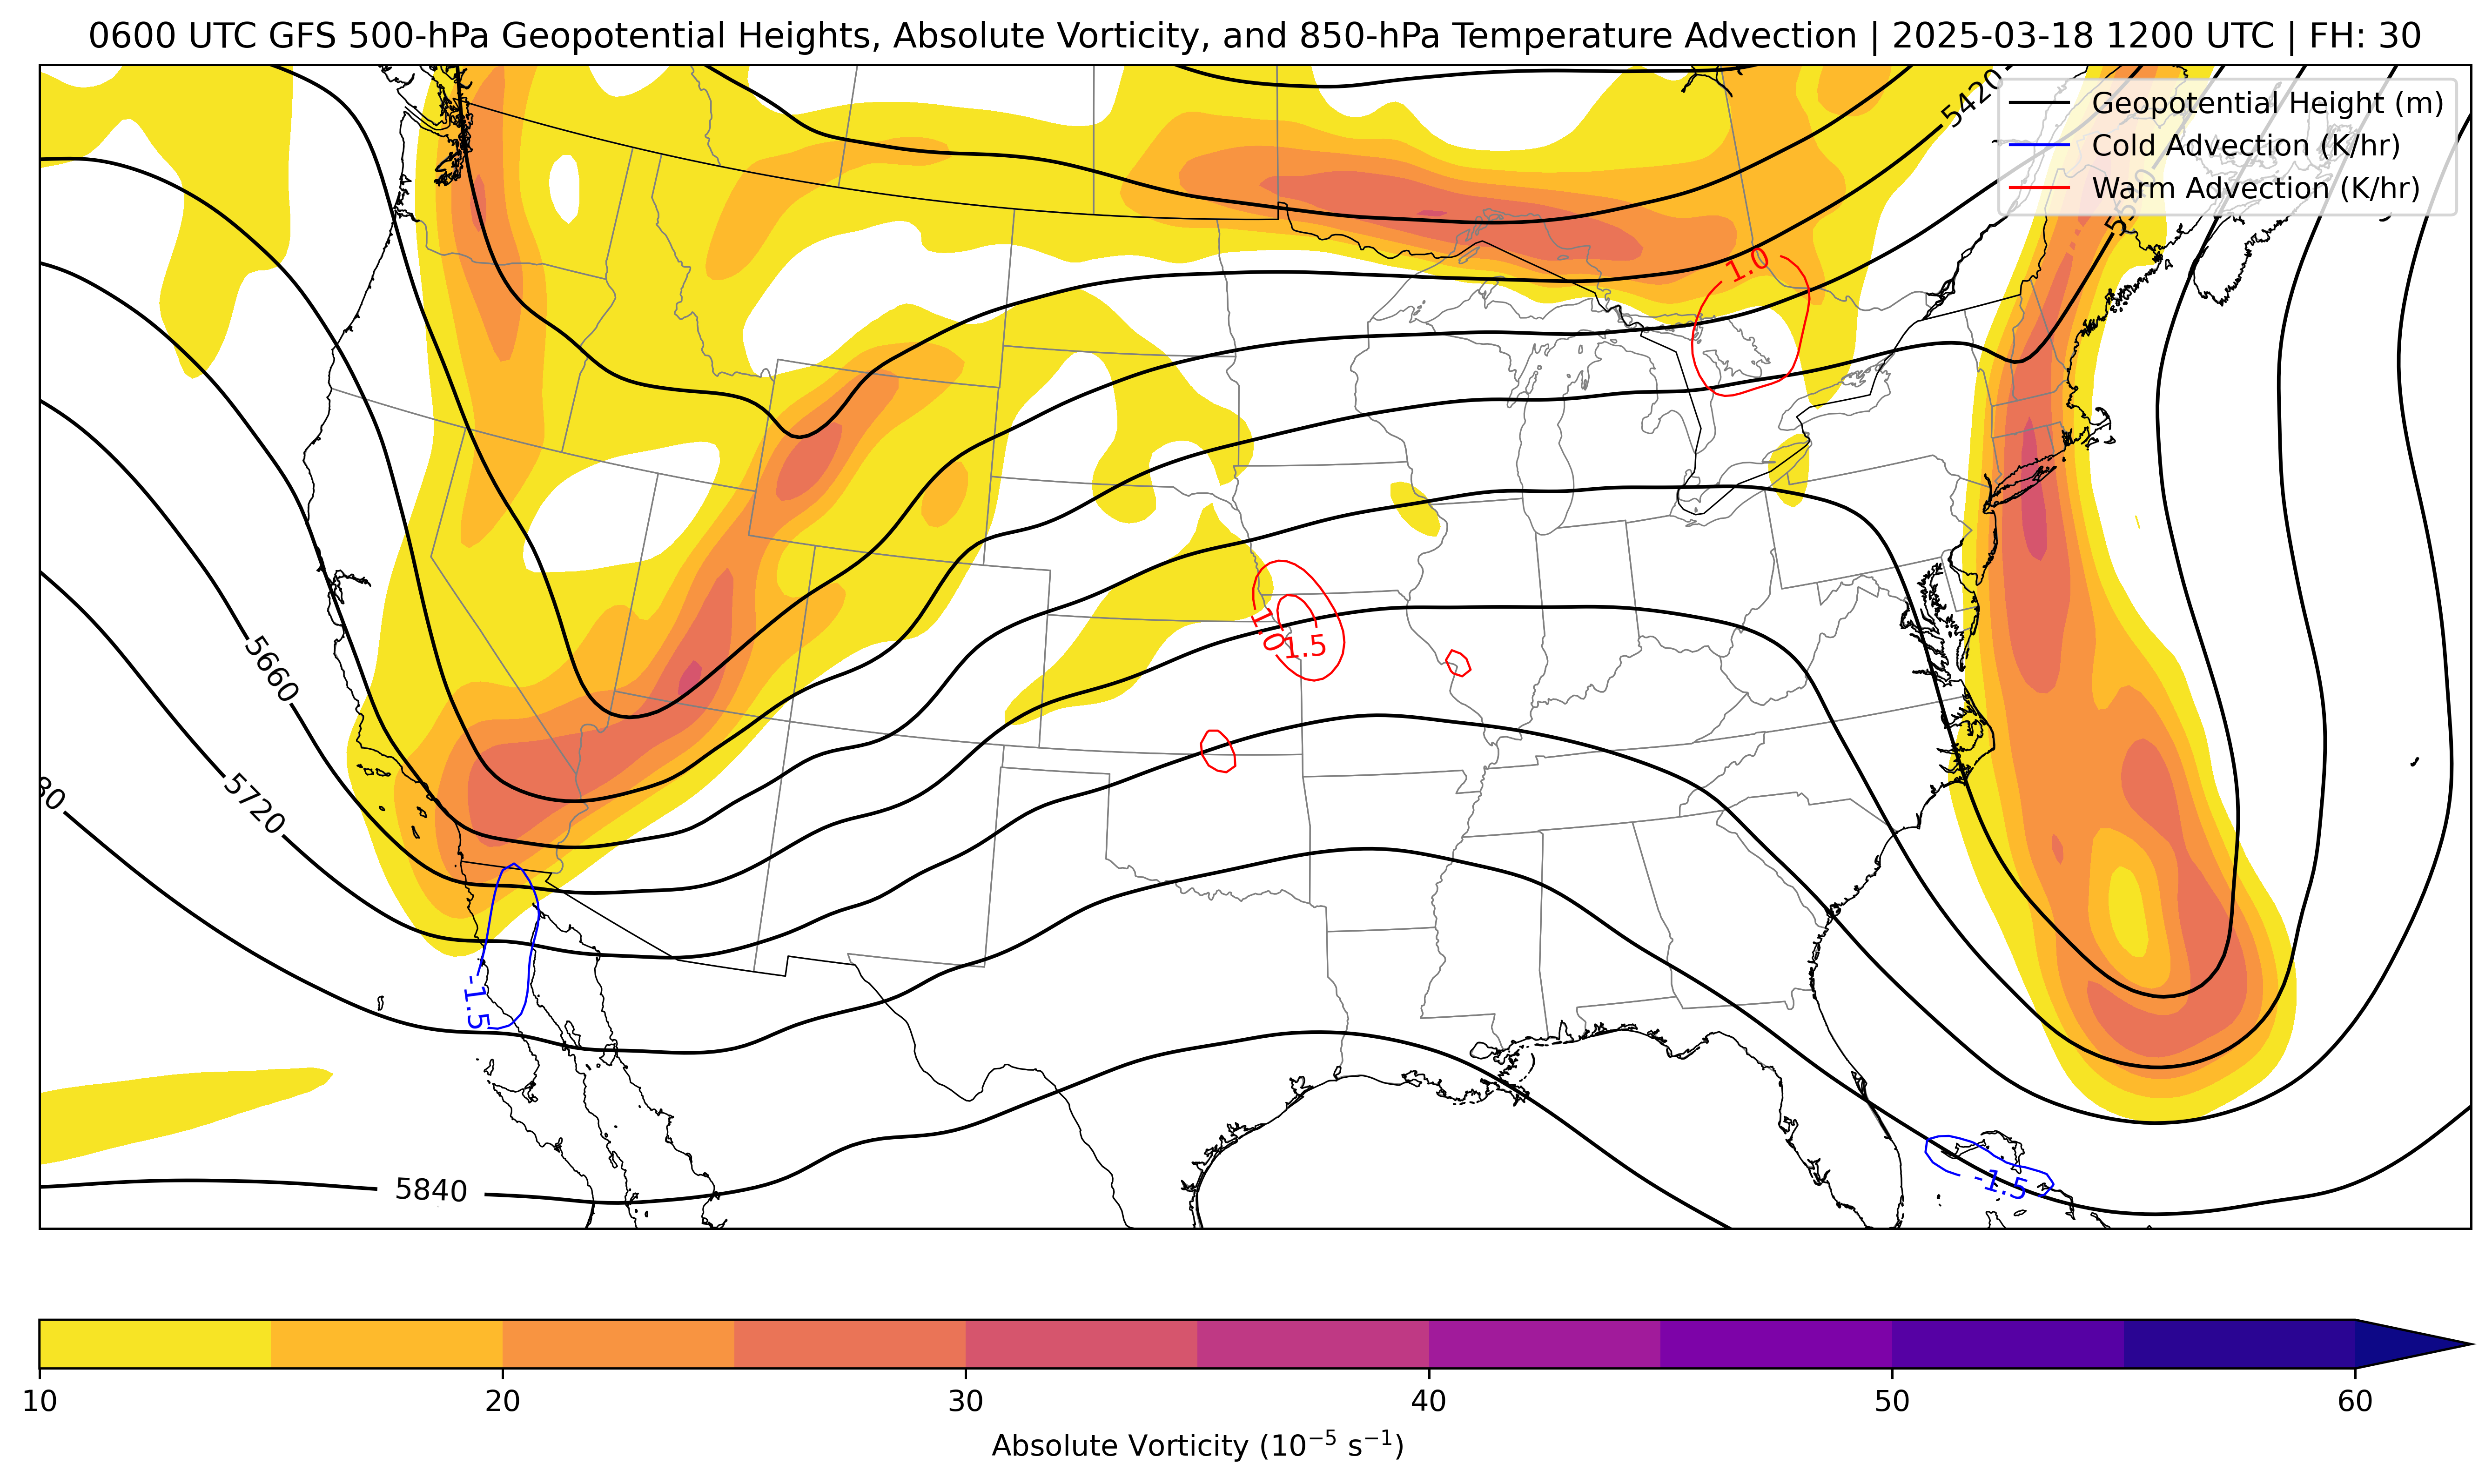 0600 UTC GFS 500-hPa Geopotential Heights, Absolute Vorticity, and 850-hPa Temperature Advection | 2025-03-18 1200 UTC | FH: 30
5420
Geopotential Height (m)
Cold Advection (K/hr)
Warm Advection (K/hr)
1.0
1.0
1.5
5660
5720
80
-1.5
-1.5
5840
10 20 30 40 50 60
Absolute Vorticity (10⁻⁵ s⁻¹)